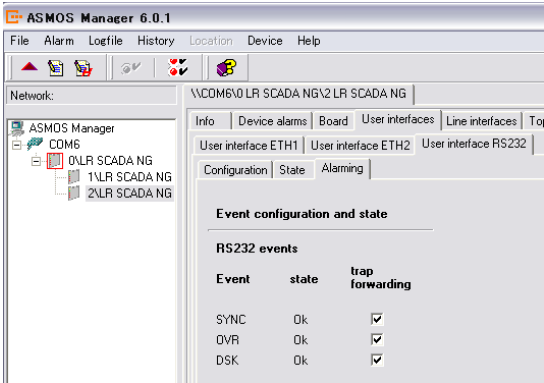 ASMOS Manager 6.0.1
File Alarm Logfile History Location Device Help
Network:
ASMOS Manager
COM6
0\LR SCADA NG
1\LR SCADA NG
2\LR SCADA NG
\\COM6\0 LR SCADA NG\2 LR SCADA NG
Info Device alarms Board User interfaces Line interfaces Top
User interface ETH1 User interface ETH2 User interface RS232
Configuration State Alarming
Event configuration and state
RS232 events
Event state trap forwarding
SYNC Ok
OVR Ok
DSK Ok